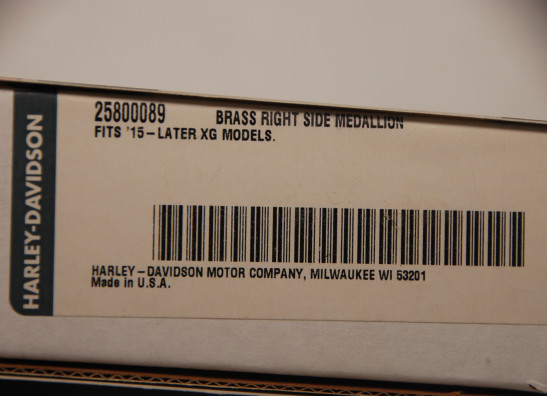 HARLEY-DAVIDSON
25800089 BRASS RIGHT SIDE MEDALLION
FITS '15-LATER XG MODELS.
HARLEY-DAVIDSON MOTOR COMPANY, MILWAUKEE WI 53201
Made in U.S.A.